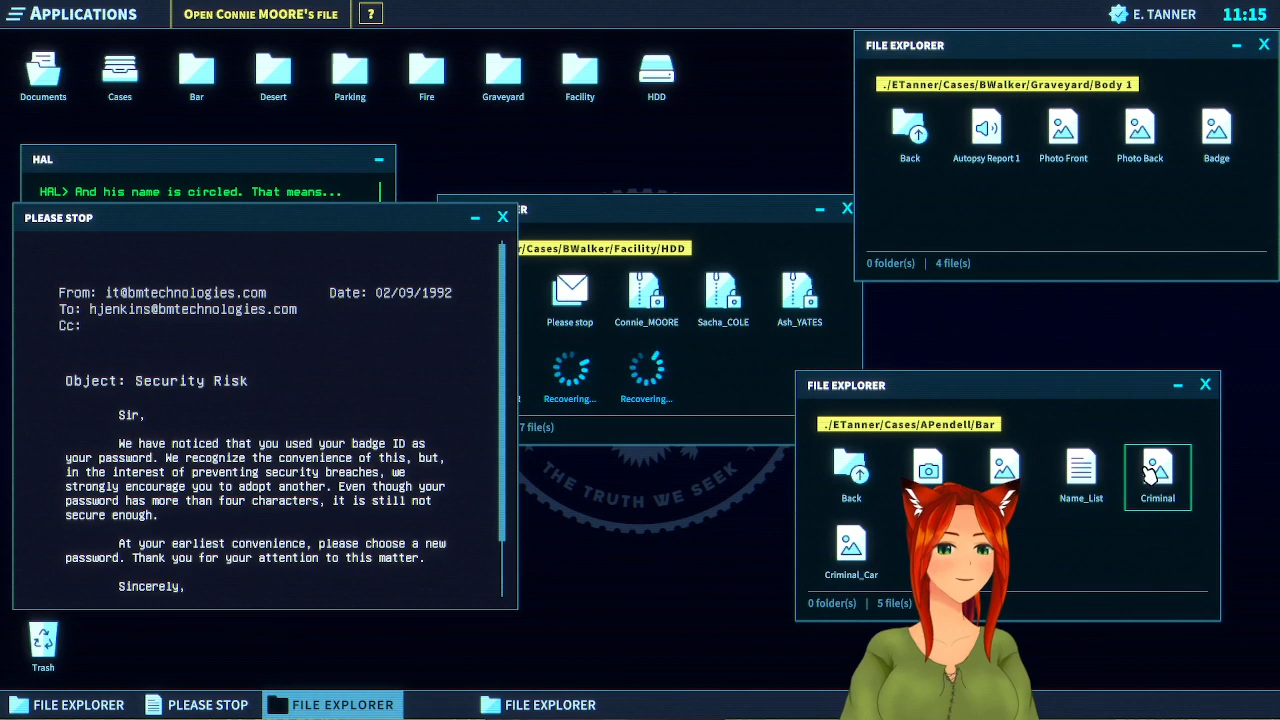 APPLICATIONS
OPEN CONNIE MOORE'S FILE
?
E. TANNER
11:15
Documents
Cases
Bar
Desert
Parking
Fire
Graveyard
Facility
HDD
FILE EXPLORER
./ETanner/Cases/BWalker/Graveyard/Body 1
Back
Autopsy Report 1
Photo Front
Photo Back
Badge
0 folder(s) | 4 file(s)
HAL
HAL> And his name is circled. That means...
PLEASE STOP
From: it@bmtechnologies.com
Date: 02/09/1992
To: hjenkins@bmtechnologies.com
Cc:
Object: Security Risk
Sir,
We have noticed that you used your badge ID as
your password. We recognize the convenience of this, but,
in the interest of preventing security breaches, we
strongly encourage you to adopt another. Even though your
password has more than four characters, it is still not
secure enough.
At your earliest convenience, please choose a new
password. Thank you for your attention to this matter.
Sincerely,
ER
r/Cases/BWalker/Facility/HDD
Please stop
Connie_MOORE
Sacha_COLE
Ash_YATES
Recovering...
Recovering...
7 file(s)
THE TRUTH WE SEEK
FILE EXPLORER
./ETanner/Cases/APendell/Bar
Back
Name_List
Criminal
Criminal_Car
0 folder(s) | 5 file(s)
Trash
FILE EXPLORER
PLEASE STOP
FILE EXPLORER
FILE EXPLORER